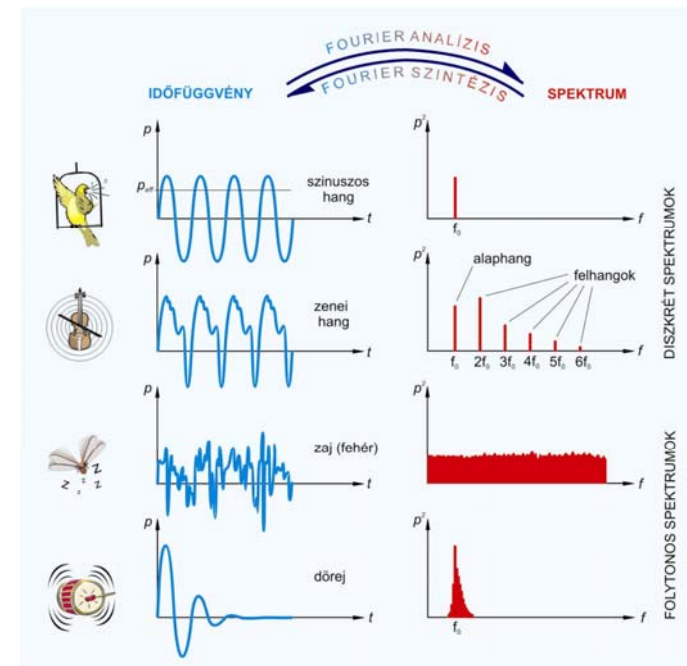 FOURIER ANALÍZIS
FOURIER SZINTÉZIS
IDŐFÜGGVÉNY
SPEKTRUM
p
p_eff
szinuszos
hang
t
p²
f₀
f
p
zenei
hang
t
alaphang
felhangok
f₀ 2f₀ 3f₀ 4f₀ 5f₀ 6f₀
f
DISZKRÉT SPEKTRUMOK
p
zaj (fehér)
t
z z z z z
p²
f
p
dörej
t
p²
f₀
f
FOLYTONOS SPEKTRUMOK